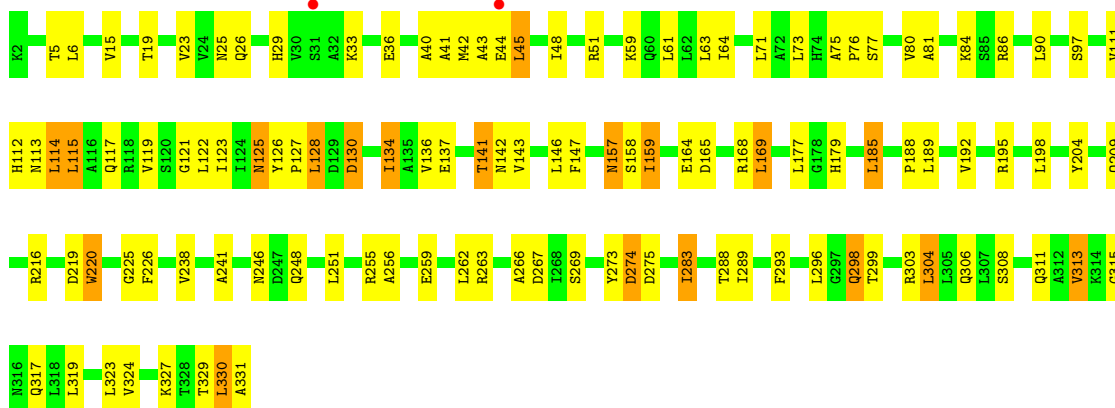 K2 T5 L6 V15 T19 V23 V24 N25 Q26 H29 V30 S31 A32 K33 E36 A40 A41 M42 A43 E44 L45 I48 R51 K59 Q60 L61 L62 L63 I64 L71 A72 L73 H74 A75 P76 S77 V80 A81 K84 S85 R86 L90 S97
H112 N113 L114 L115 A116 Q117 R118 V119 S120 G121 L122 I123 I124 N125 Y126 P127 L128 D129 D130 I134 A135 V136 E137 T141 N142 V143 L146 F147 N157 S158 I159 E164 D165 R168 L169 L177 G178 H179 L185 P188 L189 V192 R195 L198 Y204
R216 D219 W220 G225 F226 V238 A241 N246 D247 Q248 L251 R255 A256 E259 L262 R263 A266 D267 I268 S269 Y273 D274 D275 I283 T288 I289 F293 L296 G297 Q298 T299 R303 L304 L305 Q306 L307 S308 Q311 A312 V313 K314
N316 Q317 L318 L319 L323 V324 K327 T328 T329 L330 A331